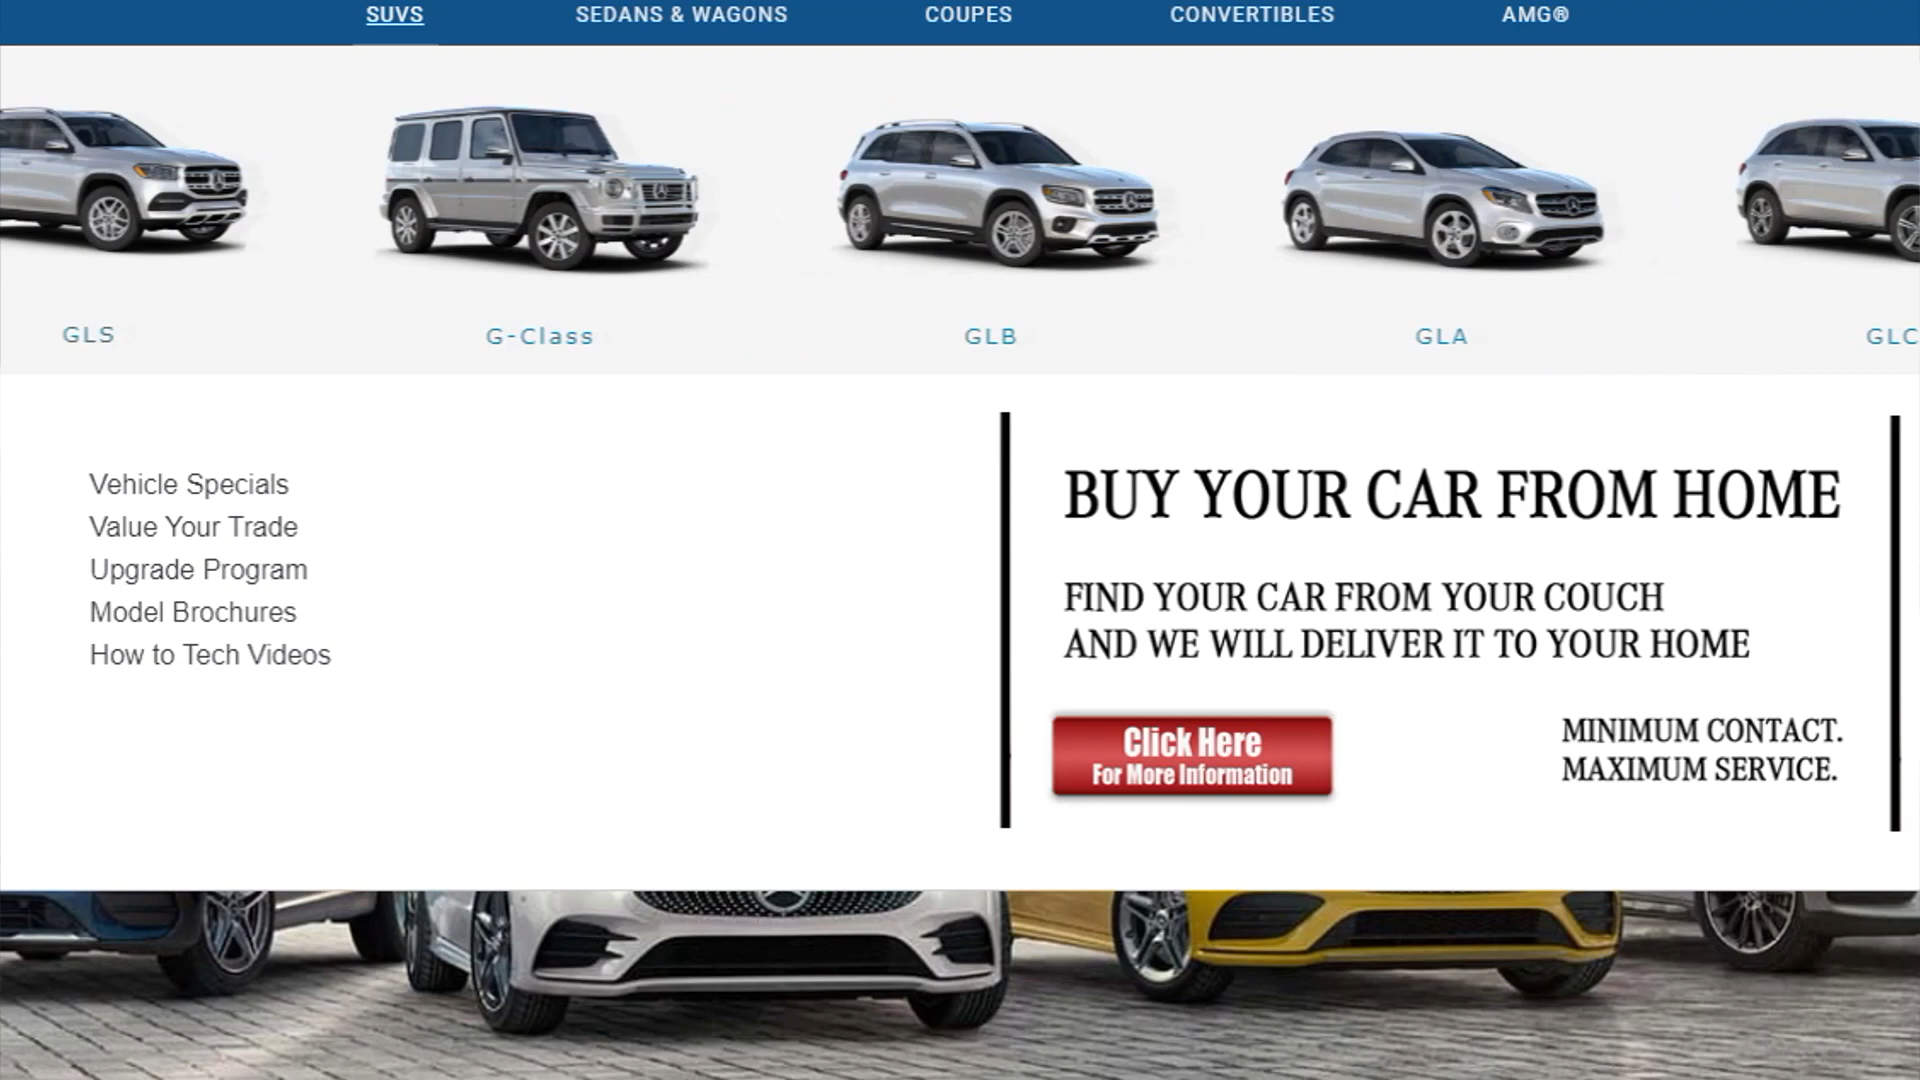 SUVS
SEDANS & WAGONS
COUPES
CONVERTIBLES
AMG®
GLS
G-Class
GLB
GLA
GLC
Vehicle Specials
Value Your Trade
Upgrade Program
Model Brochures
How to Tech Videos
BUY YOUR CAR FROM HOME
FIND YOUR CAR FROM YOUR COUCH
AND WE WILL DELIVER IT TO YOUR HOME
Click Here
For More Information
MINIMUM CONTACT.
MAXIMUM SERVICE.